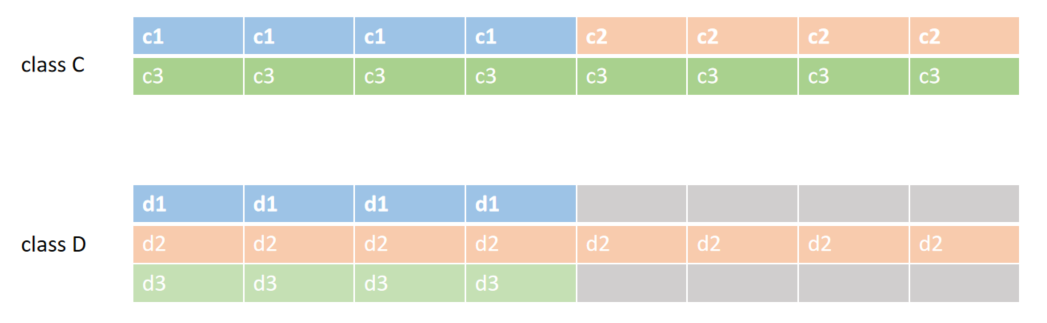 c1 c1 c1 c1 c2 c2 c2 c2
class C
c3 c3 c3 c3 c3 c3 c3 c3
d1 d1 d1 d1
class D d2 d2 d2 d2 d2 d2 d2 d2
d3 d3 d3 d3